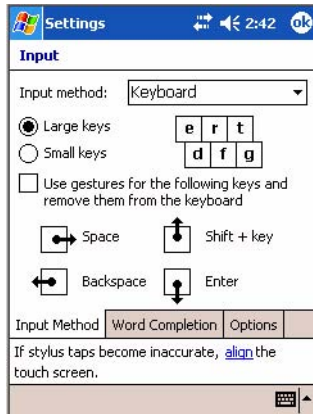 Settings 2:42 ok
Input
Input method: Keyboard
Large keys
e r t
Small keys
d f g
Use gestures for the following keys and
remove them from the keyboard
Space Shift + key
Backspace Enter
Input Method Word Completion Options
If stylus taps become inaccurate, align the
touch screen.